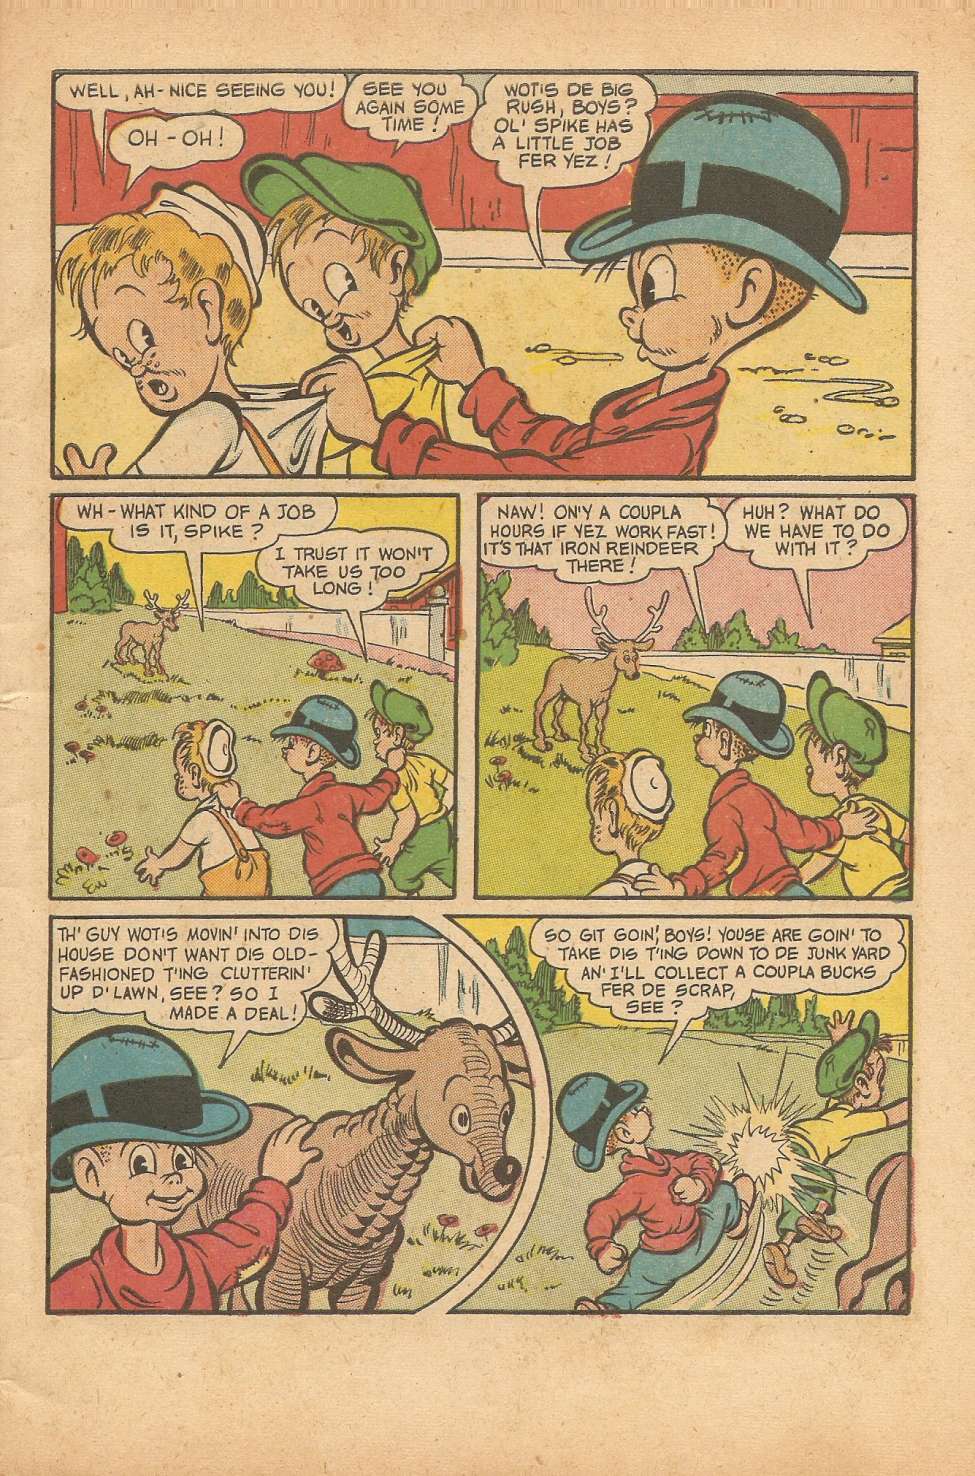 WELL, AH- NICE SEEING YOU!
OH - OH!
SEE YOU
AGAIN SOME
TIME!
WOTIS DE BIG
RUSH, BOYS?
OL' SPIKE HAS
A LITTLE JOB
FER YEZ!
WH- WHAT KIND OF A JOB
IS IT, SPIKE?
I TRUST IT WON'T
TAKE US TOO
LONG!
NAW! ON'Y A COUPLA
HOURS IF YEZ WORK FAST!
IT'S THAT IRON REINDEER
THERE!
HUH? WHAT DO
WE HAVE TO DO
WITH IT?
TH' GUY WOTIS MOVIN' INTO DIS
HOUSE DON'T WANT DIS OLD-
FASHIONED T'ING CLUTTERIN'
UP D' LAWN, SEE? SO I
MADE A DEAL!
SO GIT GOIN', BOYS! YOUSE ARE GOIN' TO
TAKE DIS T'ING DOWN TO DE JUNK YARD
AN' I'LL COLLECT A COUPLA BUCKS
FER DE SCRAP,
SEE?